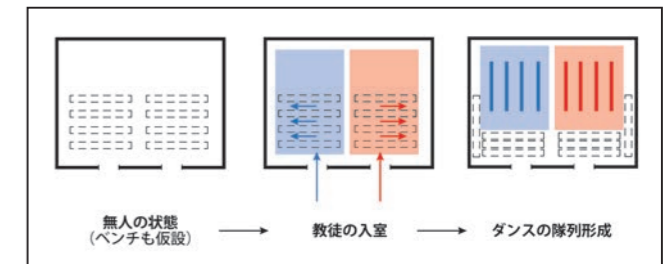 無人の状態
(ベンチも仮設)
教徒の入室
ダンスの隊列形成